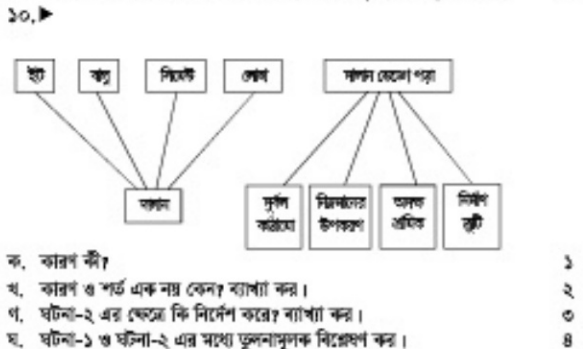 ১০.▶
ইট বালু সিমেন্ট লোহা দালান ভেঙ্গে পড়া
দালান
দুর্বল কাঠামো
নিম্নমানের উপকরণ
অদক্ষ শ্রমিক
নির্মাণ ত্রুটি
ক. কারণ কী? ১
খ. কারণ ও শর্ত এক নয় কেন? ব্যাখ্যা কর। ২
গ. ঘটনা-২ এর ক্ষেত্রে কি নির্দেশ করে? ব্যাখ্যা কর। ৩
ঘ. ঘটনা-১ ও ঘটনা-২ এর মধ্যে তুলনামূলক বিশ্লেষণ কর। ৪